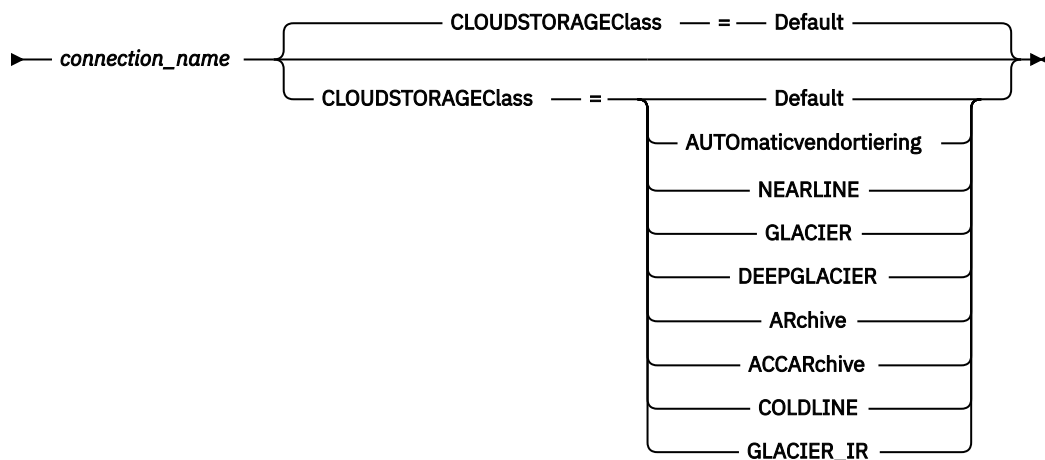 CLOUDSTORAGEClass = Default
connection_name
CLOUDSTORAGEClass = Default
AUTOmaticvendortiering
NEARLINE
GLACIER
DEEPGLACIER
ARchive
ACCARchive
COLDLINE
GLACIER_IR